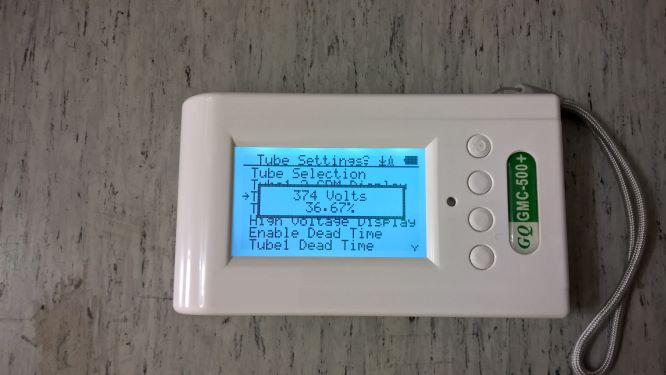 Tube Settings?
Tube Selection
374 Volts
36.67%
High Voltage Display
Enable Dead Time
Tube1 Dead Time
GQ GMC-500+